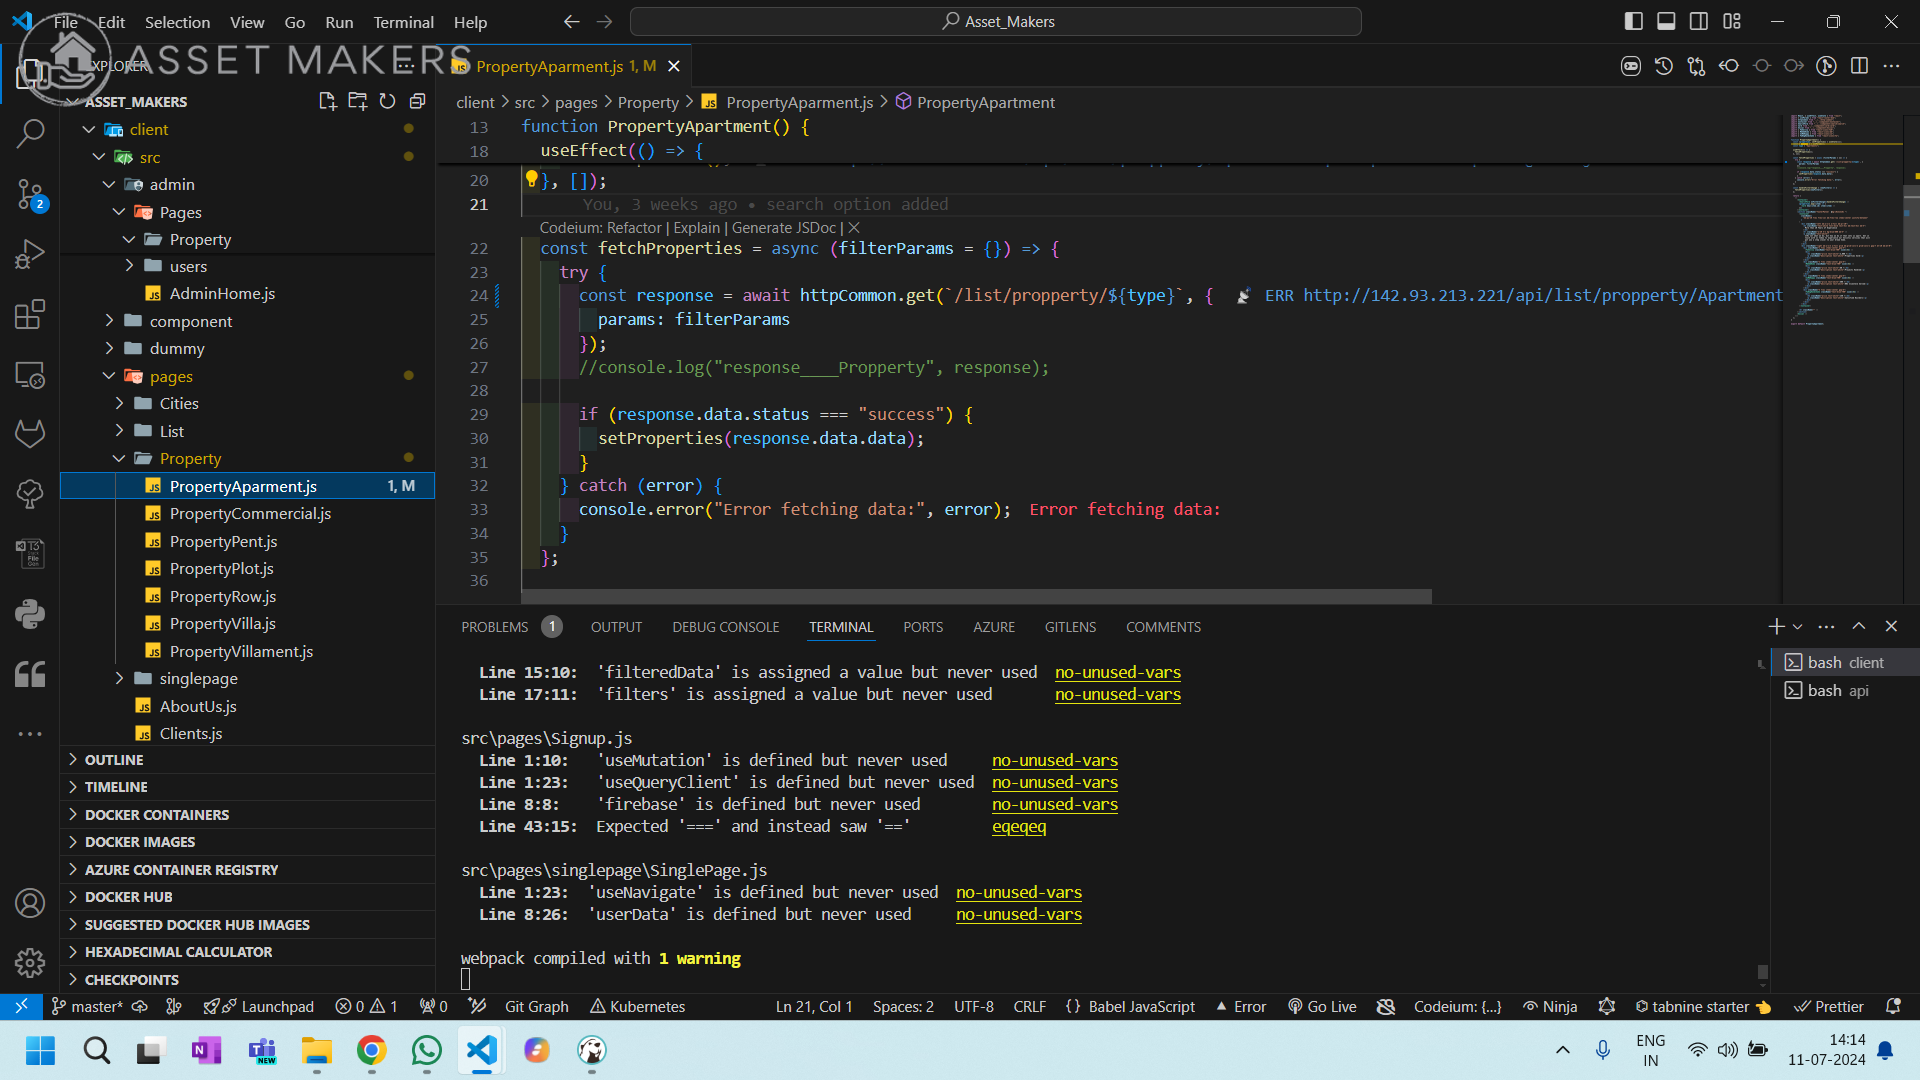 File Edit Selection View Go Run Terminal Help
Asset_Makers
ASSET MAKERS
EXPLORER
PropertyAparment.js 1, M
ASSET_MAKERS
client > src > pages > Property > PropertyAparment.js > PropertyApartment
client
src
admin
Pages
Property
users
AdminHome.js
component
dummy
pages
Cities
List
Property
PropertyAparment.js 1, M
PropertyCommercial.js
PropertyPent.js
PropertyPlot.js
PropertyRow.js
PropertyVilla.js
PropertyVillament.js
singlepage
AboutUs.js
Clients.js
OUTLINE
TIMELINE
DOCKER CONTAINERS
DOCKER IMAGES
AZURE CONTAINER REGISTRY
DOCKER HUB
SUGGESTED DOCKER HUB IMAGES
HEXADECIMAL CALCULATOR
CHECKPOINTS
2
13 function PropertyApartment() {
18 useEffect(() => {
20 }, []);
21 You, 3 weeks ago • search option added
Codeium: Refactor | Explain | Generate JSDoc | X
22 const fetchProperties = async (filterParams = {}) => {
23 try {
24 const response = await httpCommon.get(`/list/propperty/${type}`, { ERR http://142.93.213.221/api/list/propperty/Apartment
25 params: filterParams
26 });
27 //console.log("response____Propperty", response);
28
29 if (response.data.status === "success") {
30 setProperties(response.data.data);
31 }
32 } catch (error) {
33 console.error("Error fetching data:", error); Error fetching data:
34 }
35 };
36
PROBLEMS 1 OUTPUT DEBUG CONSOLE TERMINAL PORTS AZURE GITLENS COMMENTS
bash client
bash api
Line 15:10: 'filteredData' is assigned a value but never used no-unused-vars
Line 17:11: 'filters' is assigned a value but never used no-unused-vars
src\pages\Signup.js
Line 1:10: 'useMutation' is defined but never used no-unused-vars
Line 1:23: 'useQueryClient' is defined but never used no-unused-vars
Line 8:8: 'firebase' is defined but never used no-unused-vars
Line 43:15: Expected '===' and instead saw '==' eqeqeq
src\pages\singlepage\SinglePage.js
Line 1:23: 'useNavigate' is defined but never used no-unused-vars
Line 8:26: 'userData' is defined but never used no-unused-vars
webpack compiled with 1 warning
master* Launchpad 0 1 0 Git Graph Kubernetes Ln 21, Col 1 Spaces: 2 UTF-8 CRLF {} Babel JavaScript Error Go Live Codeium: {...} Ninja tabnine starter Prettier
NEW
ENG
IN
14:14
11-07-2024